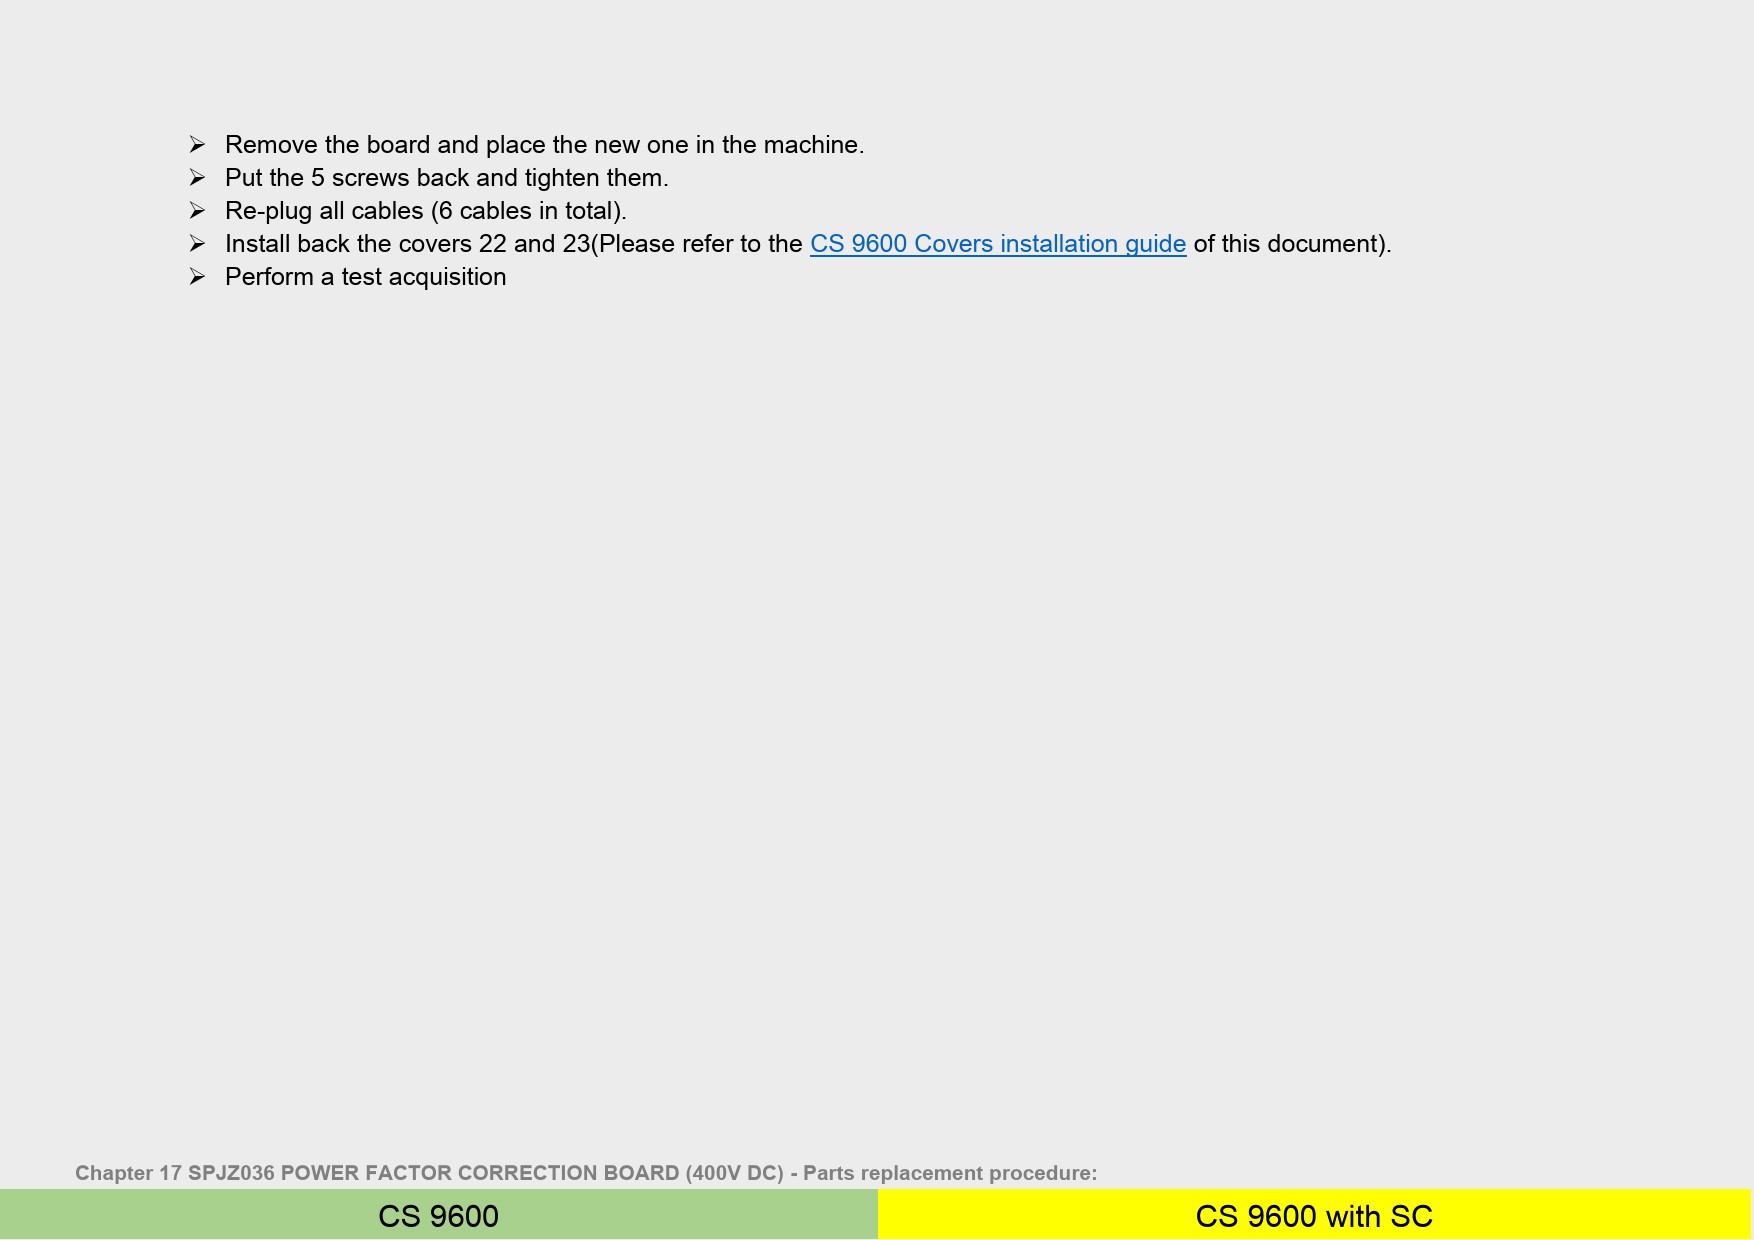 ➢ Remove the board and place the new one in the machine.
➢ Put the 5 screws back and tighten them.
➢ Re-plug all cables (6 cables in total).
➢ Install back the covers 22 and 23(Please refer to the CS 9600 Covers installation guide of this document).
➢ Perform a test acquisition
Chapter 17 SPJZ036 POWER FACTOR CORRECTION BOARD (400V DC) - Parts replacement procedure:
CS 9600
CS 9600 with SC